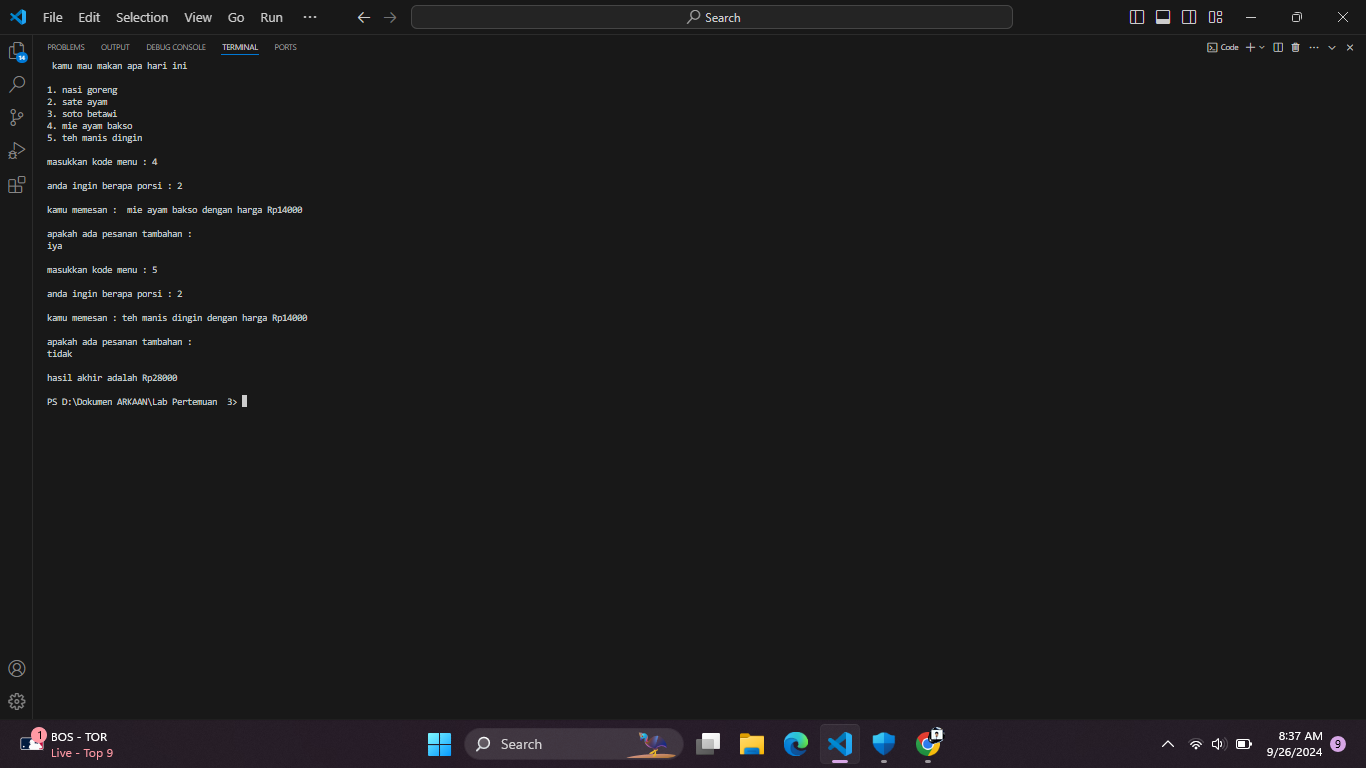 File Edit Selection View Go Run ···
Search
PROBLEMS OUTPUT DEBUG CONSOLE TERMINAL PORTS
Code
14
kamu mau makan apa hari ini
1. nasi goreng
2. sate ayam
3. soto betawi
4. mie ayam bakso
5. teh manis dingin
masukkan kode menu : 4
anda ingin berapa porsi : 2
kamu memesan :  mie ayam bakso dengan harga Rp14000
apakah ada pesanan tambahan :
iya
masukkan kode menu : 5
anda ingin berapa porsi : 2
kamu memesan : teh manis dingin dengan harga Rp14000
apakah ada pesanan tambahan :
tidak
hasil akhir adalah Rp28000
PS D:\Dokumen ARKAAN\Lab Pertemuan  3>
1
BOS - TOR
Live - Top 9
Search
8:37 AM
9/26/2024
9